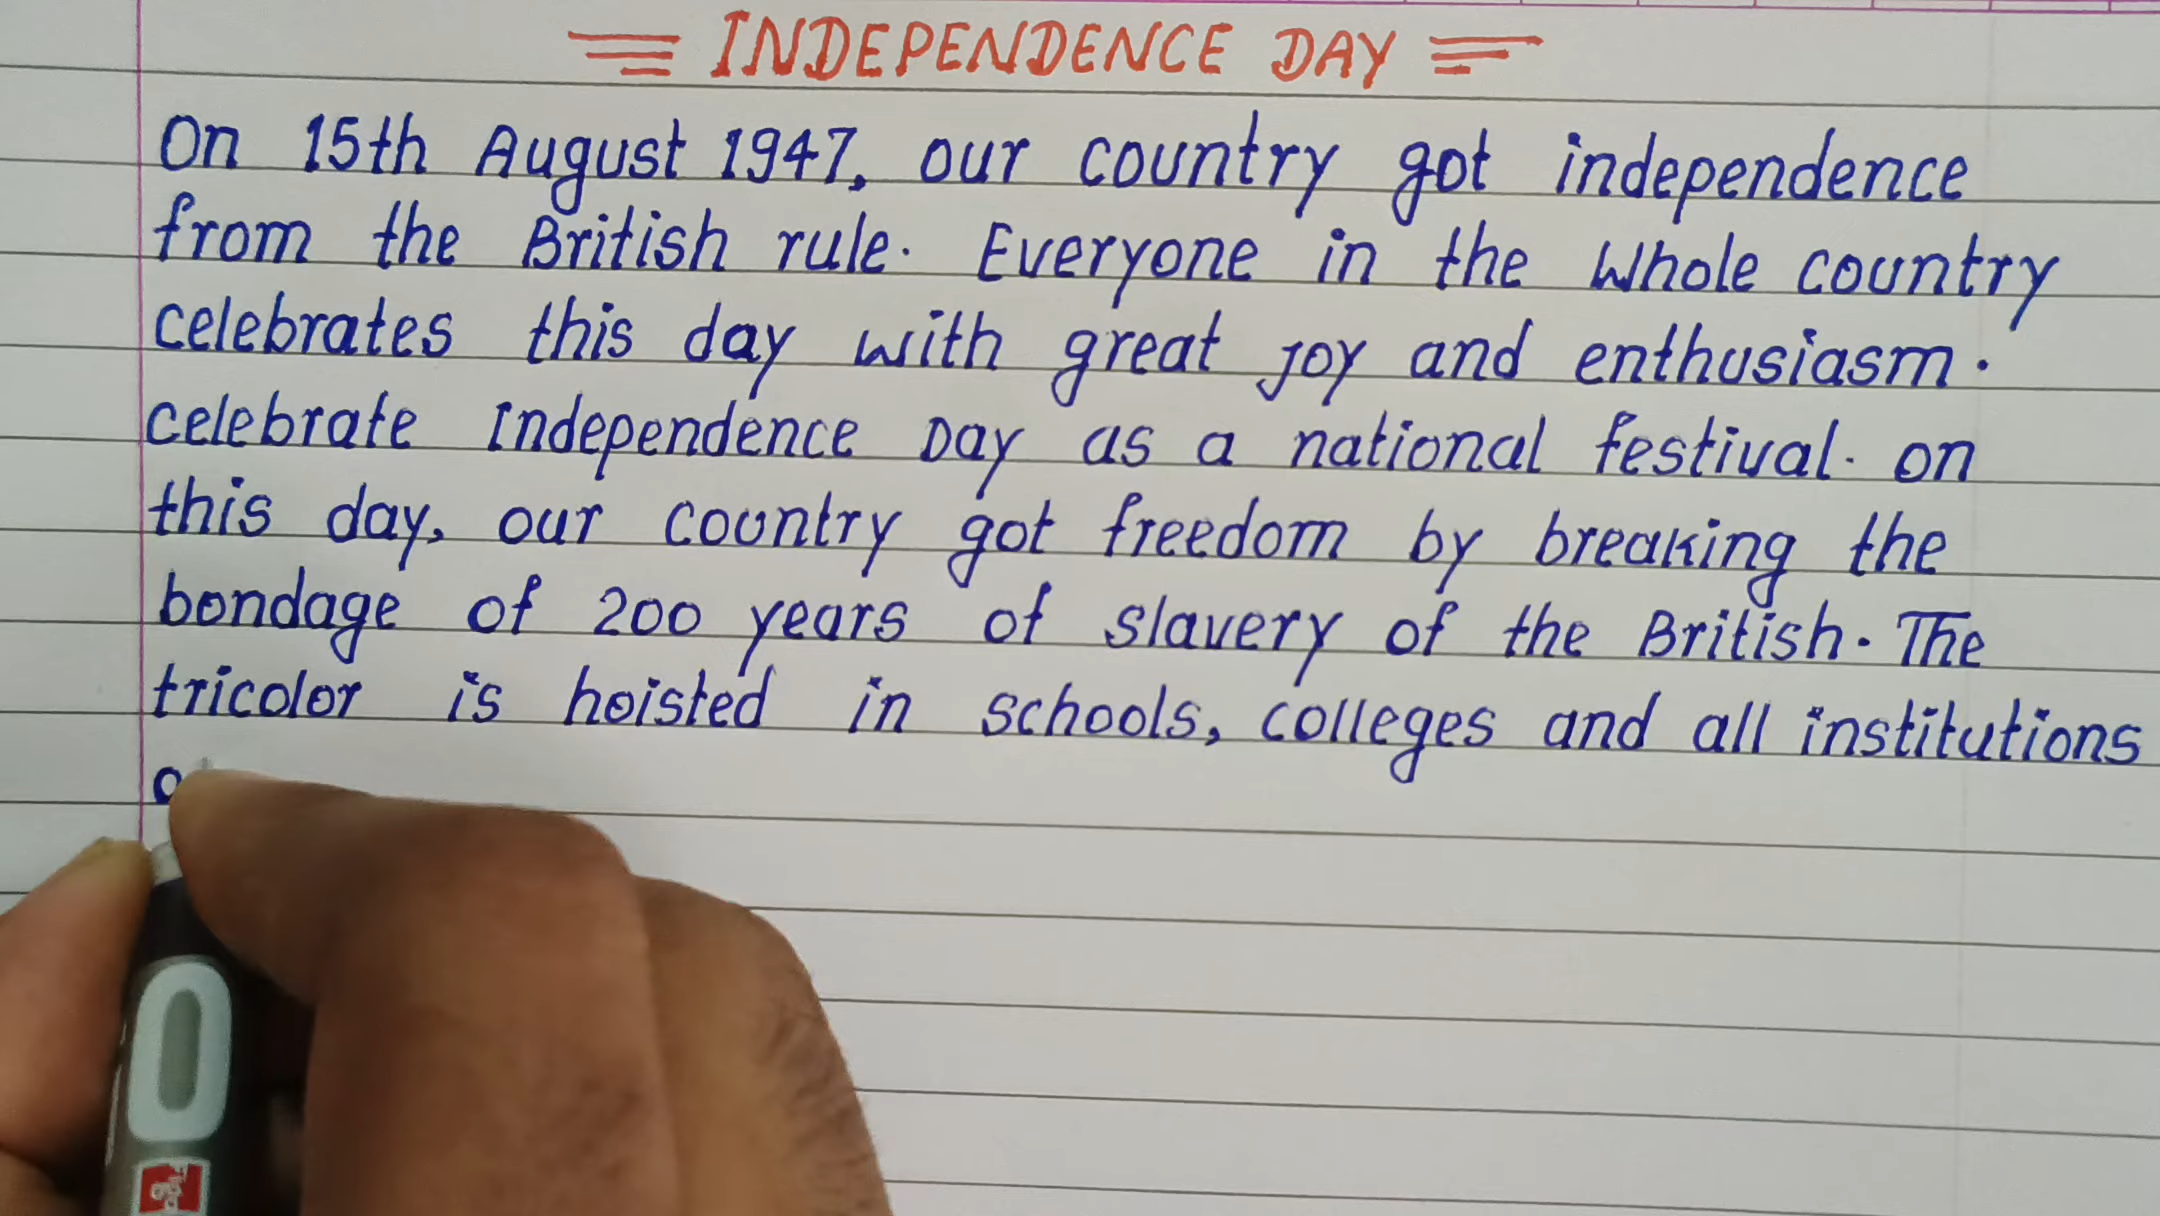 INDEPENDENCE DAY
On 15th August 1947, our country got independence
from the British rule. Everyone in the whole country
celebrates this day with great joy and enthusiasm.
celebrate Independence Day as a national festival. on
this day, our country got freedom by breaking the
bondage of 200 years of slavery of the British. The
tricolor is hoisted in schools, colleges and all institutions